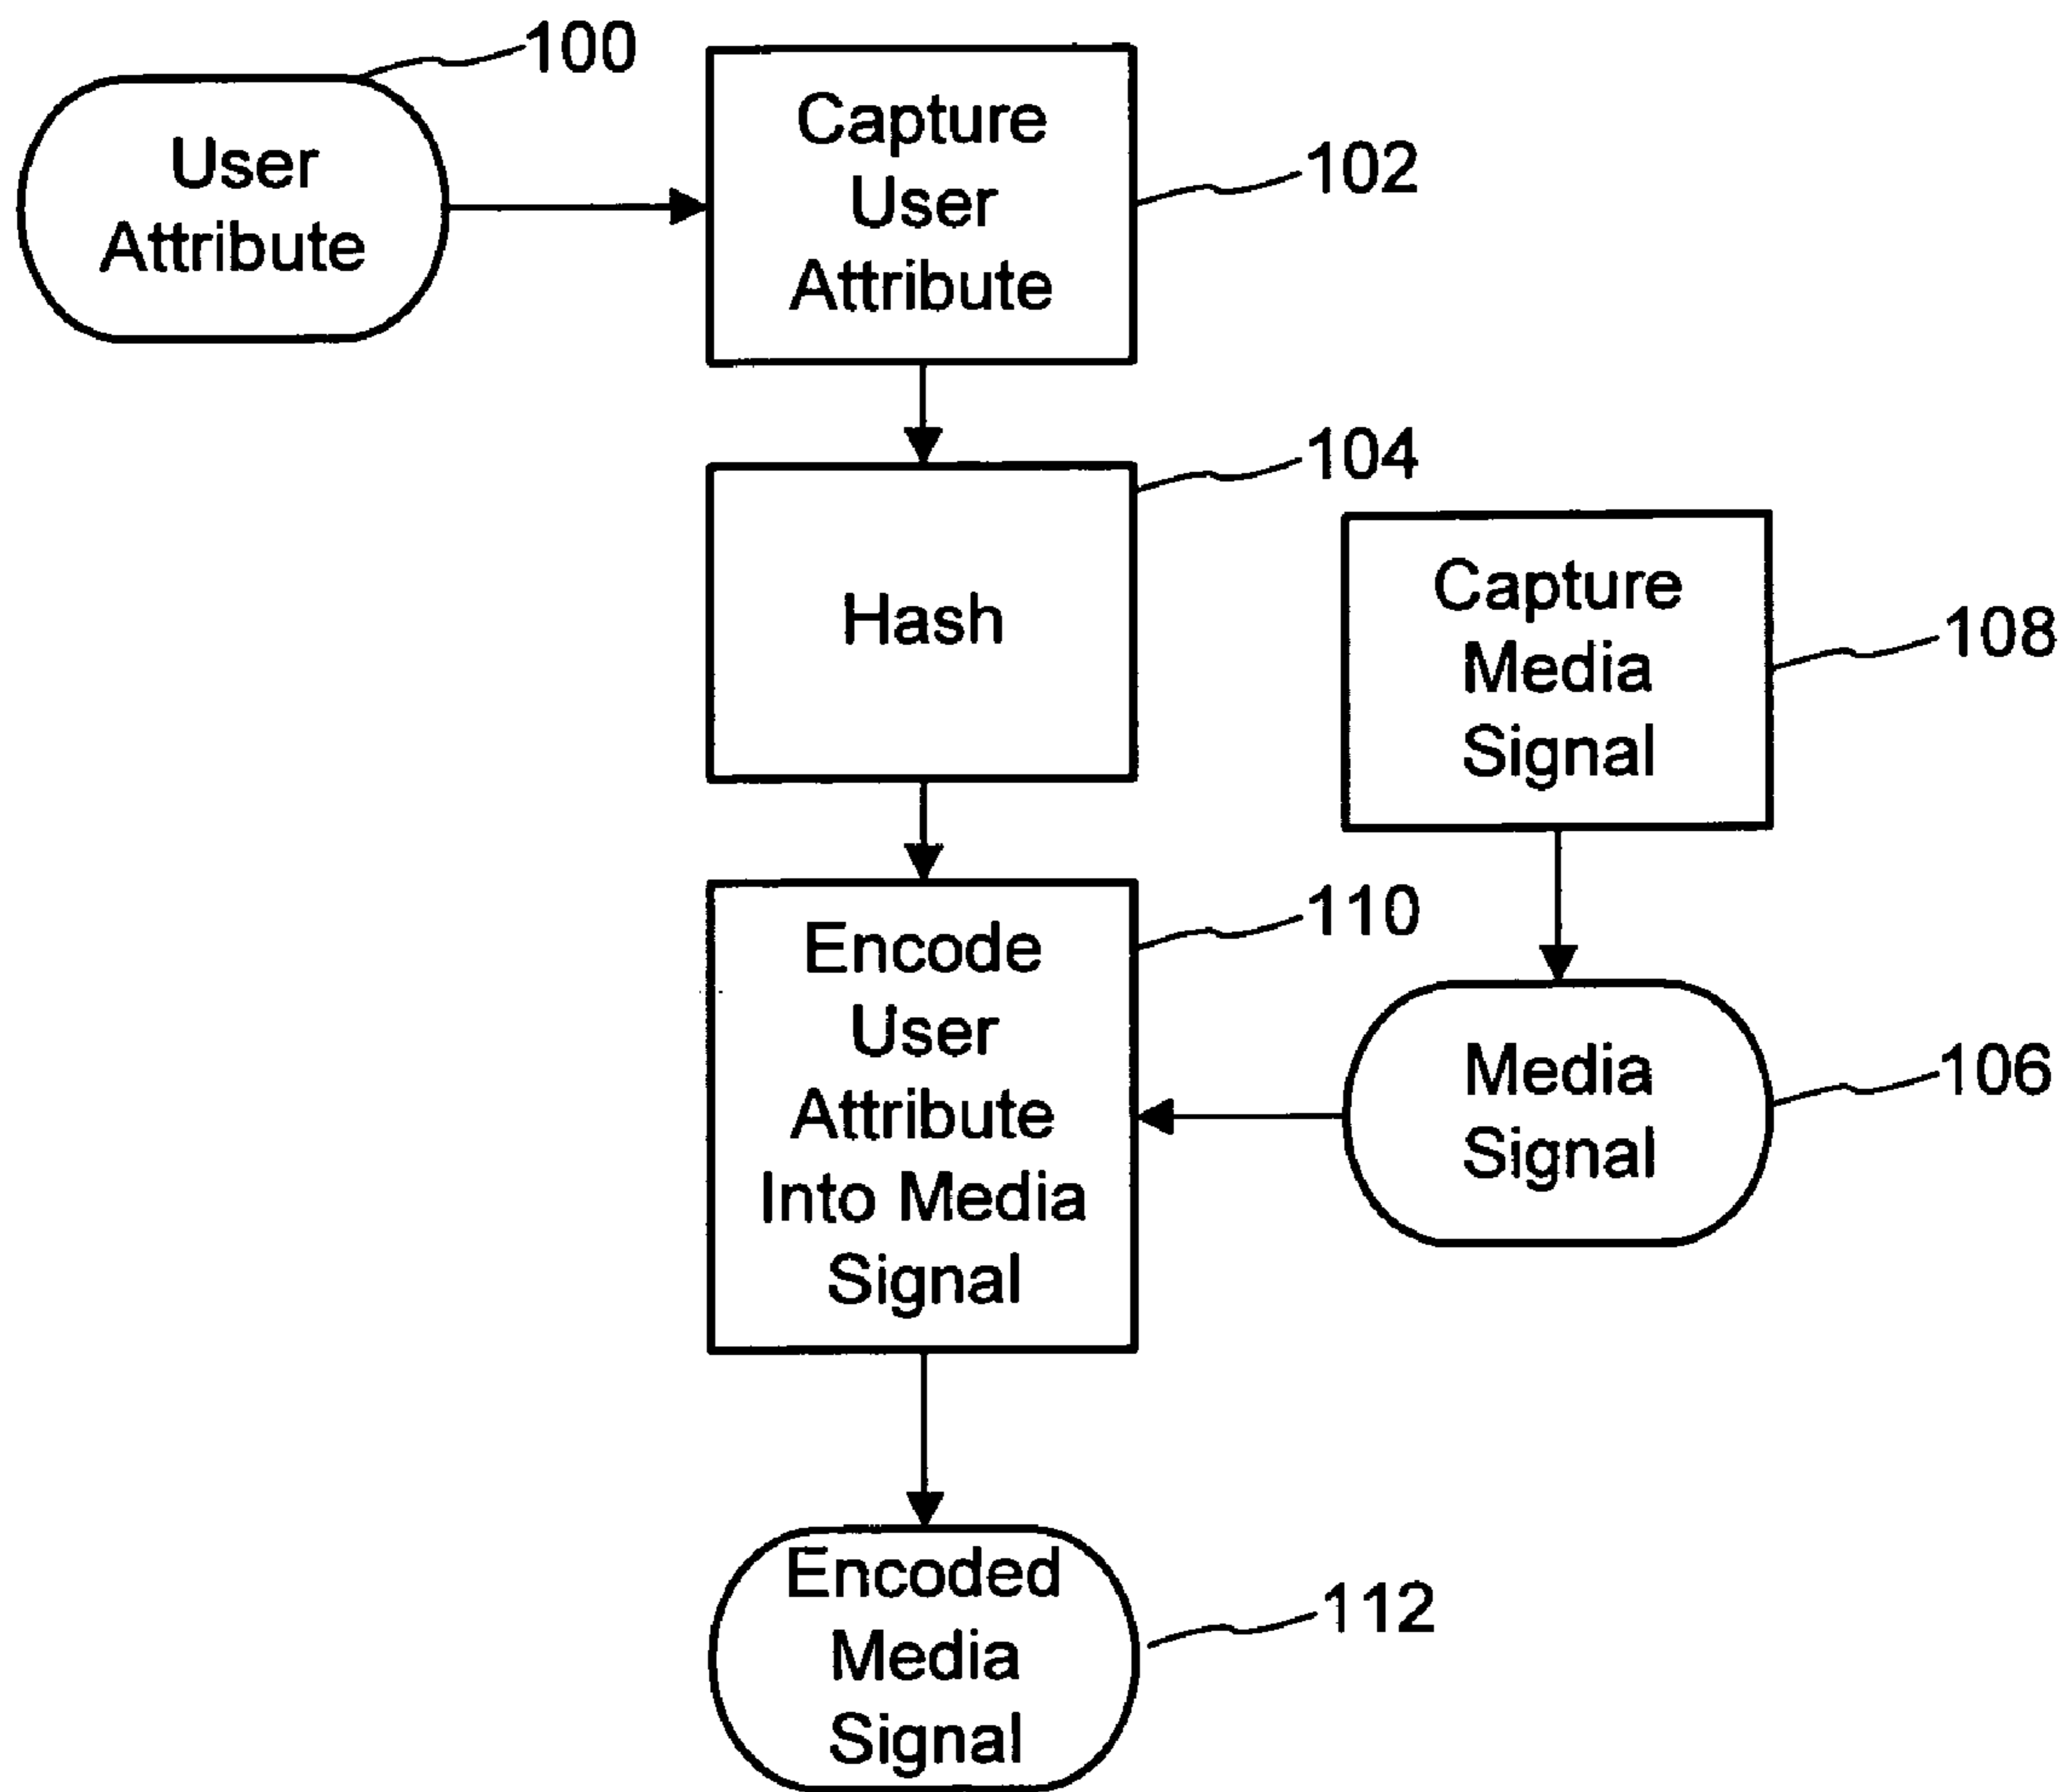 100
User
Attribute
Capture
User
Attribute
102
Hash
104
Capture
Media
Signal
108
Encode
User
Attribute
Into Media
Signal
110
Media
Signal
106
Encoded
Media
Signal
112